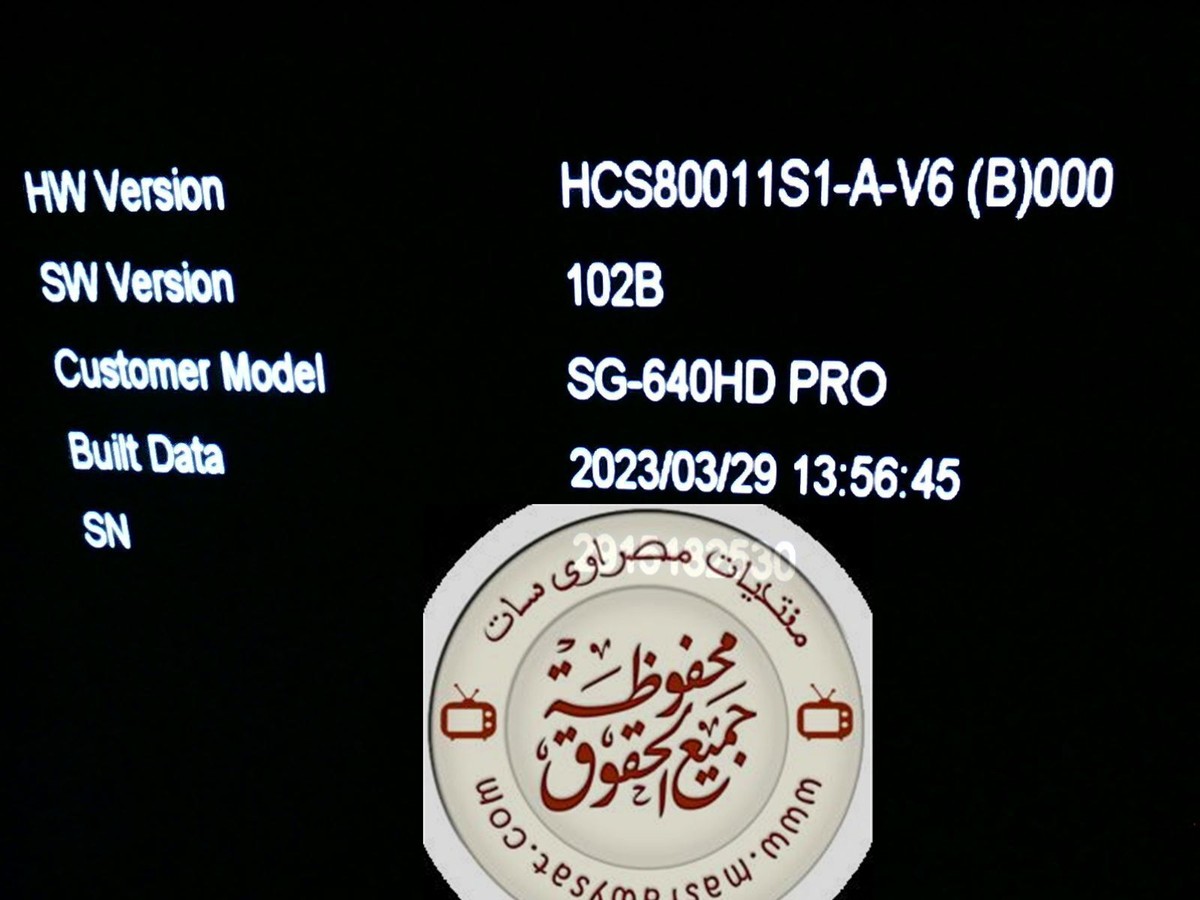 HW Version HCS80011S1-A-V6 (B)000
SW Version 102B
Customer Model SG-640HD PRO
Built Data 2023/03/29 13:56:45
SN
منتديات مصراوى سات
محفوظة
جميع الحقوق
www.masrawysat.com